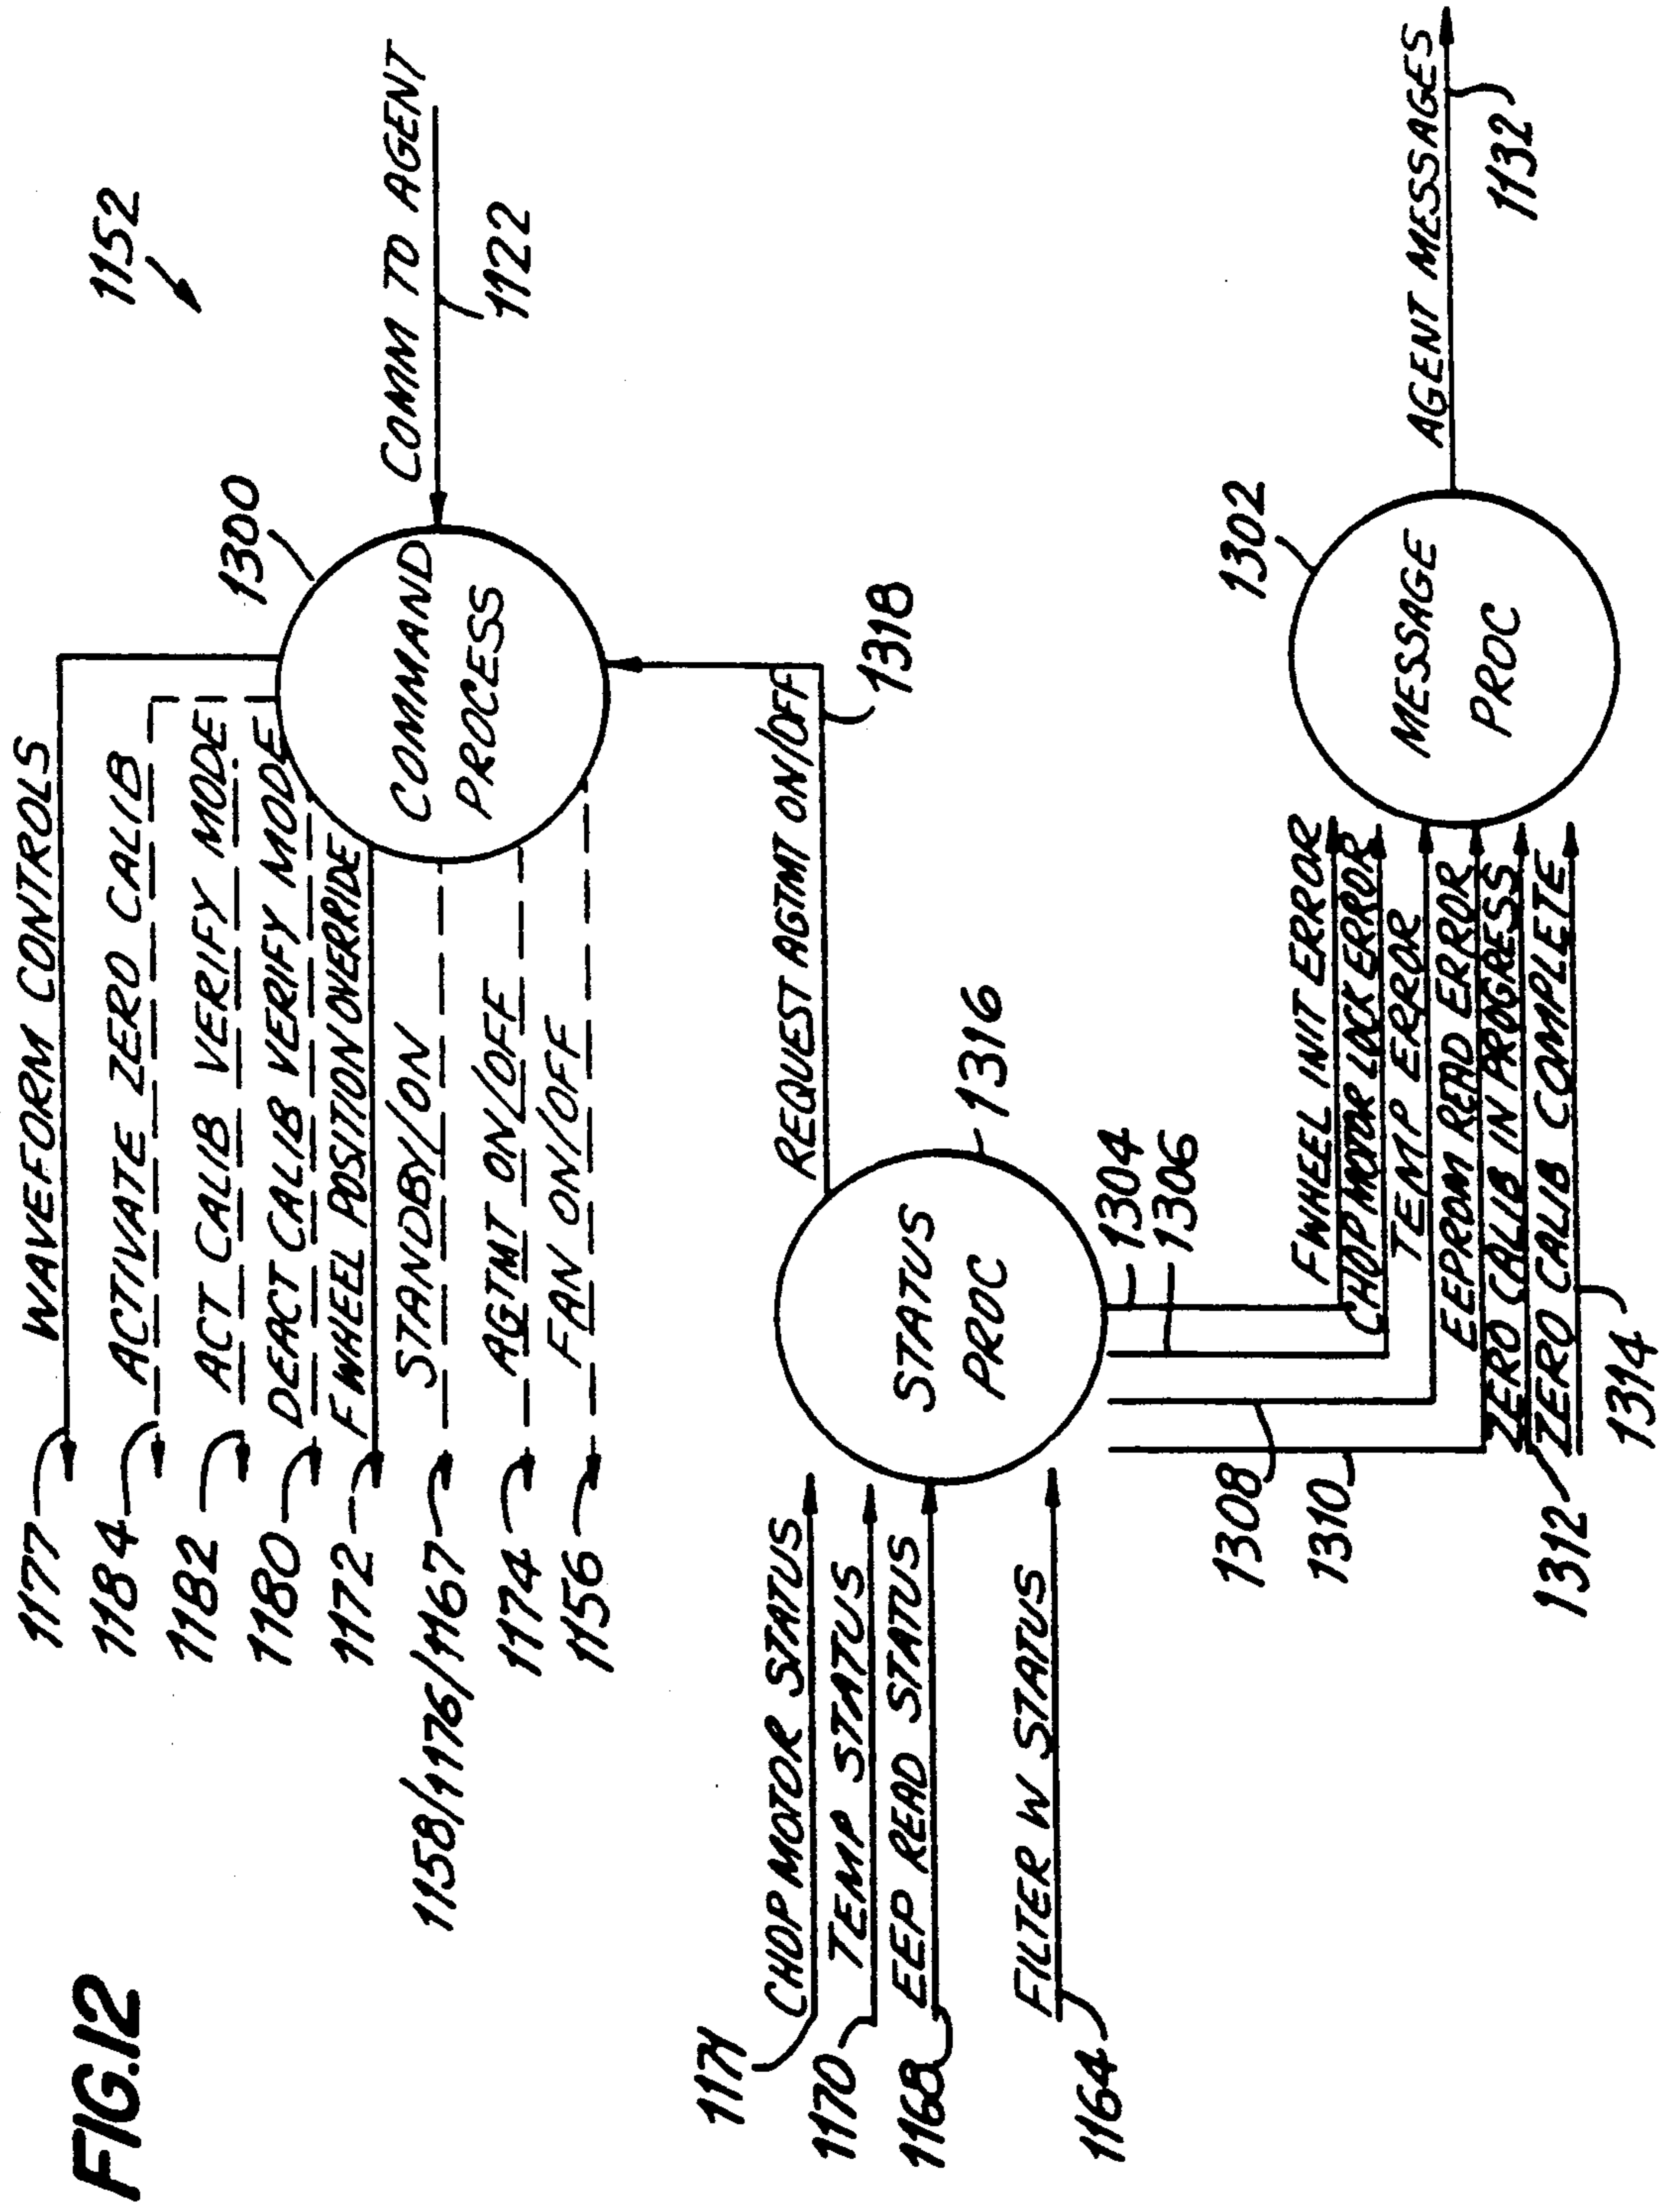 FIG.12
1152
1177
WAVEFORM CONTROLS
1184
ACTIVATE ZERO CALIB
1182
ACT CALIB VERIFY MODE
1180
DEACT CALIB VERIFY MODE
1172
FWHEEL POSITION OVERRIDE
1158/1176/1167
STANDBY/ON
1174
AGTMT ON/OFF
1156
FAN ON/OFF
1300
COMMAND
PROCESS
COMM TO AGENT
1122
REQUEST AGTMT ON/OFF
1318
1171
CHOP MOTOR STATUS
1170
TEMP STATUS
1168
EEP READ STATUS
1164
FILTER W STATUS
STATUS
PROC
1316
1304
1306
1308
1310
1312
1314
FWHEEL INIT ERROR
CHOP MOTOR LOCK ERROR
TEMP ERROR
EEPROM READ ERROR
ZERO CALIB IN PROGRESS
ZERO CALIB COMPLETE
1302
MESSAGE
PROC
AGENT MESSAGES
1132